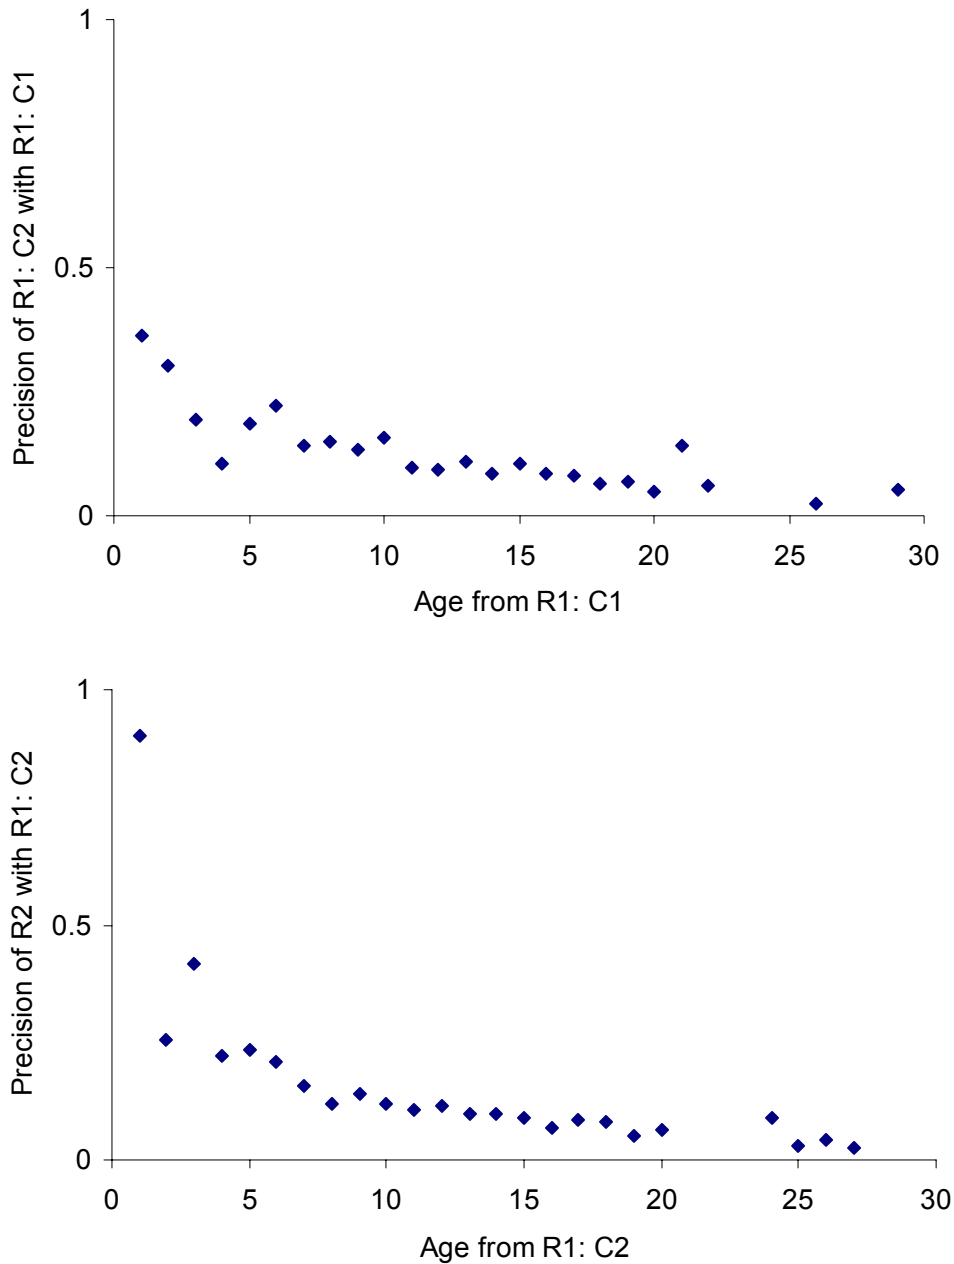 1
0.5
0
Precision of R1: C2 with R1: C1
0 5 10 15 20 25 30
Age from R1: C1
1
0.5
0
Precision of R2 with R1: C2
0 5 10 15 20 25 30
Age from R1: C2